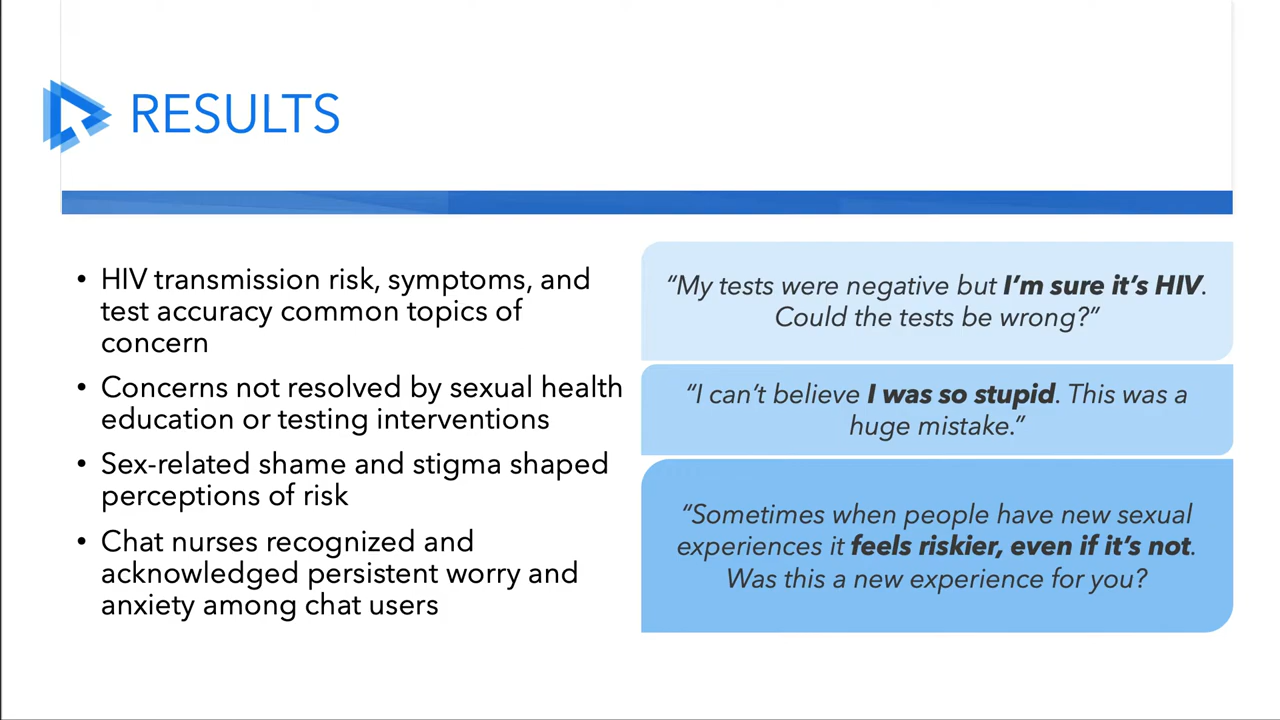 RESULTS
• HIV transmission risk, symptoms, and
test accuracy common topics of
concern
• Concerns not resolved by sexual health
education or testing interventions
• Sex-related shame and stigma shaped
perceptions of risk
• Chat nurses recognized and
acknowledged persistent worry and
anxiety among chat users
“My tests were negative but I’m sure it’s HIV.
Could the tests be wrong?”
“I can’t believe I was so stupid. This was a
huge mistake.”
“Sometimes when people have new sexual
experiences it feels riskier, even if it’s not.
Was this a new experience for you?